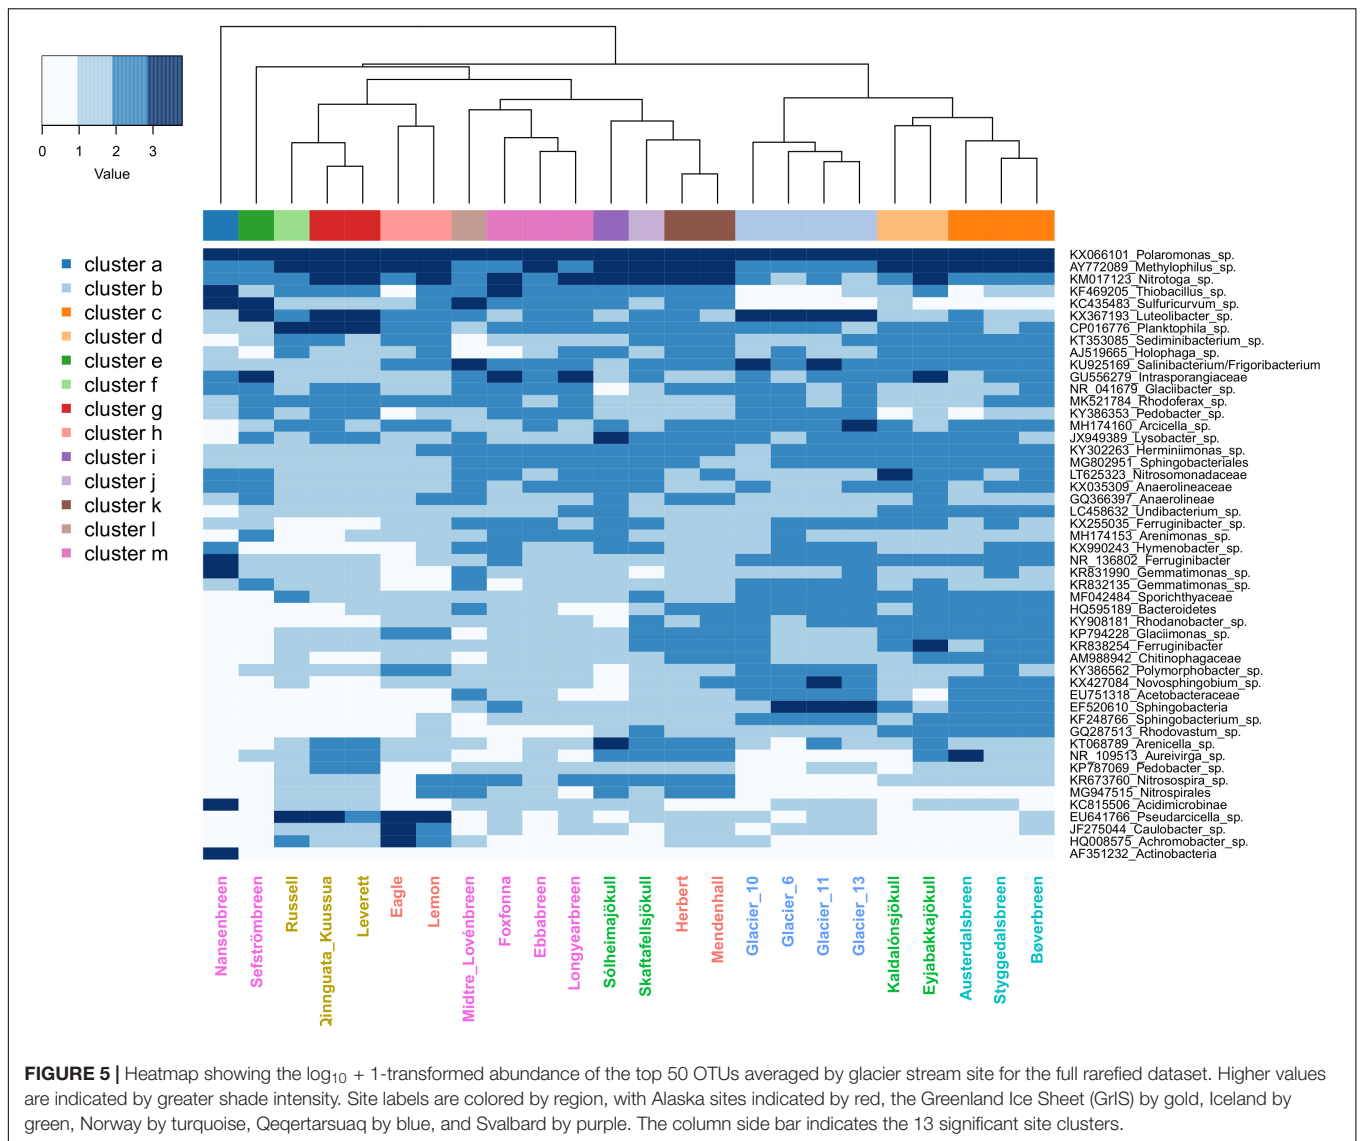 0 1 2 3
Value
cluster a
cluster b
cluster c
cluster d
cluster e
cluster f
cluster g
cluster h
cluster i
cluster j
cluster k
cluster l
cluster m
KX066101_Polaromonas_sp.
AY772089_Methylophilus_sp.
KM017123_Nitrotoga_sp.
KF469205_Thiobacillus_sp.
KC435483_Sulfuricurvum_sp.
KX367193_Luteolibacter_sp.
CP016776_Planktophila_sp.
KT353085_Sediminibacterium_sp.
AJ519665_Holophaga_sp.
KU925169_Salinibacterium/Frigoribacterium
GU556279_Intrasporangiaceae
NR_041679_Glaciibacter_sp.
MK521784_Rhodoferax_sp.
KY386353_Pedobacter_sp.
MH174160_Arcicella_sp.
JX949389_Lysobacter_sp.
KY302263_Herminiimonas_sp.
MG802951_Sphingobacteriales
LT625323_Nitrosomonadaceae
KX035309_Anaerolineaceae
GQ366397_Anaerolineae
LC458632_Undibacterium_sp.
KX255035_Ferruginibacter_sp.
MH174153_Arenimonas_sp.
KX990243_Hymenobacter_sp.
NR_136802_Ferruginibacter
KR831990_Gemmatimonas_sp.
KR832135_Gemmatimonas_sp.
MF042484_Sporichthyaceae
HQ595189_Bacteroidetes
KY908181_Rhodanobacter_sp.
KP794228_Glaciimonas_sp.
KR838254_Ferruginibacter
AM988942_Chitinophagaceae
KY386562_Polymorphobacter_sp.
KX427084_Novosphingobium_sp.
EU751318_Acetobacteraceae
EF520610_Sphingobacteria
KF248766_Sphingobacterium_sp.
GQ287513_Rhodovastum_sp.
KT068789_Arenicella_sp.
NR_109513_Aureivirga_sp.
KP787069_Pedobacter_sp.
KR673760_Nitrosospira_sp.
MG947515_Nitrospirales
KC815506_Acidimicrobinae
EU641766_Pseudarcicella_sp.
JF275044_Caulobacter_sp.
HQ008575_Achromobacter_sp.
AF351232_Actinobacteria
Nansenbreen
Sefströmbreen
Russell
Qinnguata_Kuussua
Leverett
Eagle
Lemon
Midtre_Lovénbreen
Foxfonna
Ebbabreen
Longyearbreen
Sólheimajökull
Skaftafellsjökull
Herbert
Mendenhall
Glacier_10
Glacier_6
Glacier_11
Glacier_13
Kaldalónsjökull
Eyjabakkajökull
Austerdalsbreen
Styggedalsbreen
Bøverbreen
FIGURE 5 | Heatmap showing the log10 + 1-transformed abundance of the top 50 OTUs averaged by glacier stream site for the full rarefied dataset. Higher values
are indicated by greater shade intensity. Site labels are colored by region, with Alaska sites indicated by red, the Greenland Ice Sheet (GrIS) by gold, Iceland by
green, Norway by turquoise, Qeqertarsuaq by blue, and Svalbard by purple. The column side bar indicates the 13 significant site clusters.